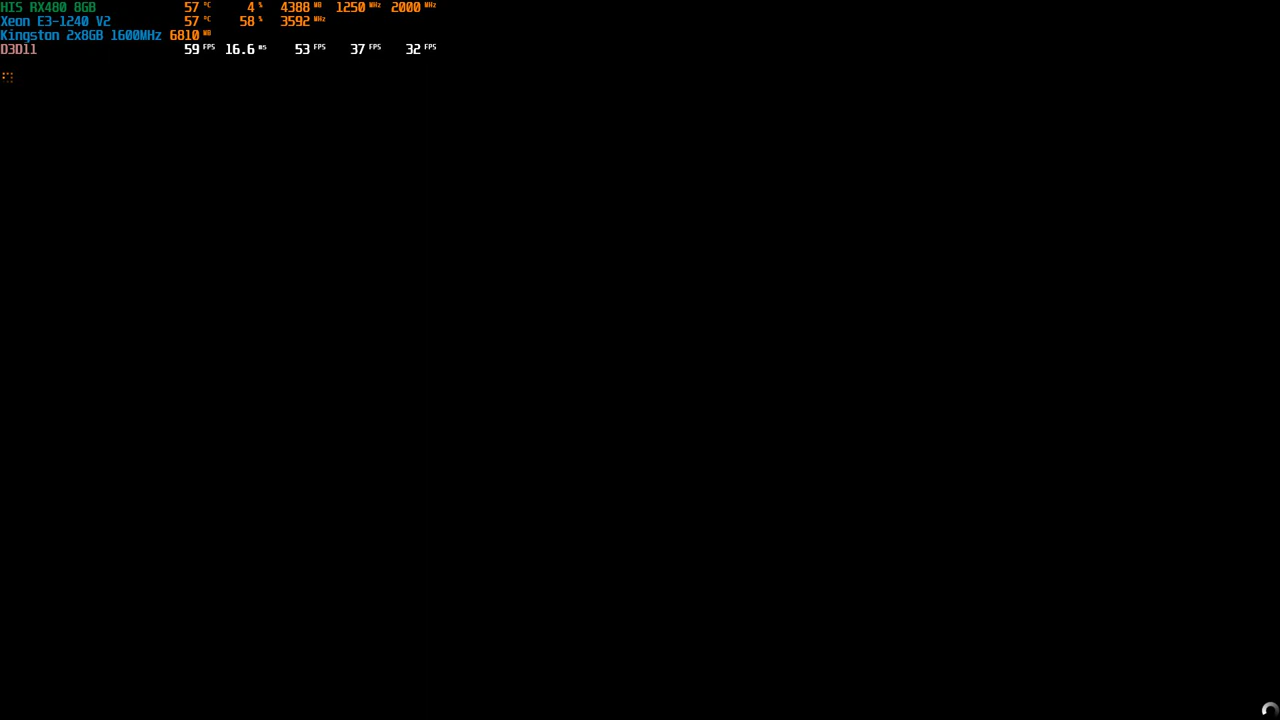 HIS RX480 8GB 57 °C 4 % 4388 MB 1250 MHz 2000 MHz
Xeon E3-1240 V2 57 °C 58 % 3592 MHz
Kingston 2x8GB 1600MHz 6810 MB
D3D11 59 FPS 16.6 ms 53 FPS 37 FPS 32 FPS